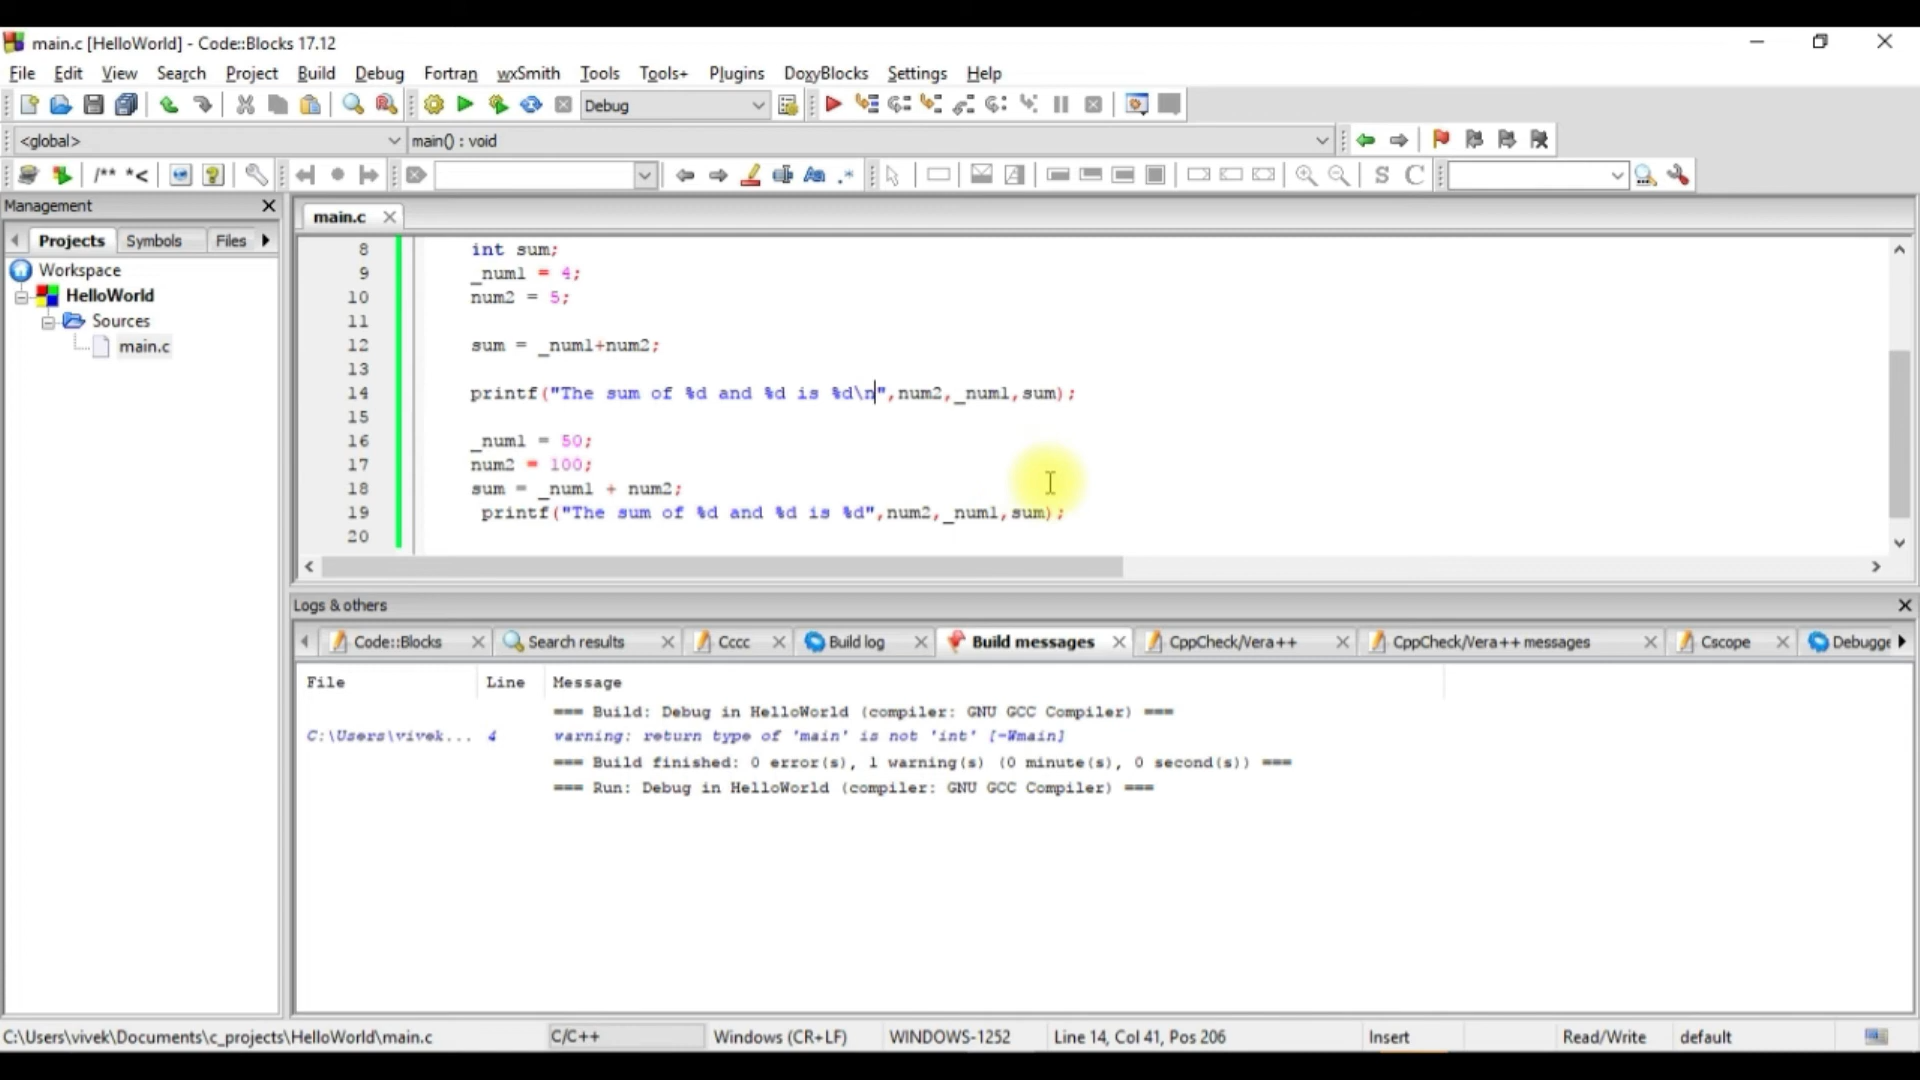 main.c [HelloWorld] - Code::Blocks 17.12
File Edit View Search Project Build Debug Fortran wxSmith Tools Tools+ Plugins DoxyBlocks Settings Help
Debug
<global> main() : void
/** *<
Aa .* S C
Management
main.c
Projects Symbols Files
Workspace
HelloWorld
Sources
main.c
8 int sum;
9 _num1 = 4;
10 num2 = 5;
11
12 sum = _num1+num2;
13
14 printf("The sum of %d and %d is %d\n",num2,_num1,sum);
15
16 _num1 = 50;
17 num2 = 100;
18 sum = _num1 + num2;
19 printf("The sum of %d and %d is %d",num2,_num1,sum);
20
Logs & others
Code::Blocks Search results Cccc Build log Build messages CppCheck/Vera++ CppCheck/Vera++ messages Cscope Debugge
File Line Message
=== Build: Debug in HelloWorld (compiler: GNU GCC Compiler) ===
C:\Users\vivek... 4 warning: return type of 'main' is not 'int' [-Wmain]
=== Build finished: 0 error(s), 1 warning(s) (0 minute(s), 0 second(s)) ===
=== Run: Debug in HelloWorld (compiler: GNU GCC Compiler) ===
C:\Users\vivek\Documents\c_projects\HelloWorld\main.c C/C++ Windows (CR+LF) WINDOWS-1252 Line 14, Col 41, Pos 206 Insert Read/Write default